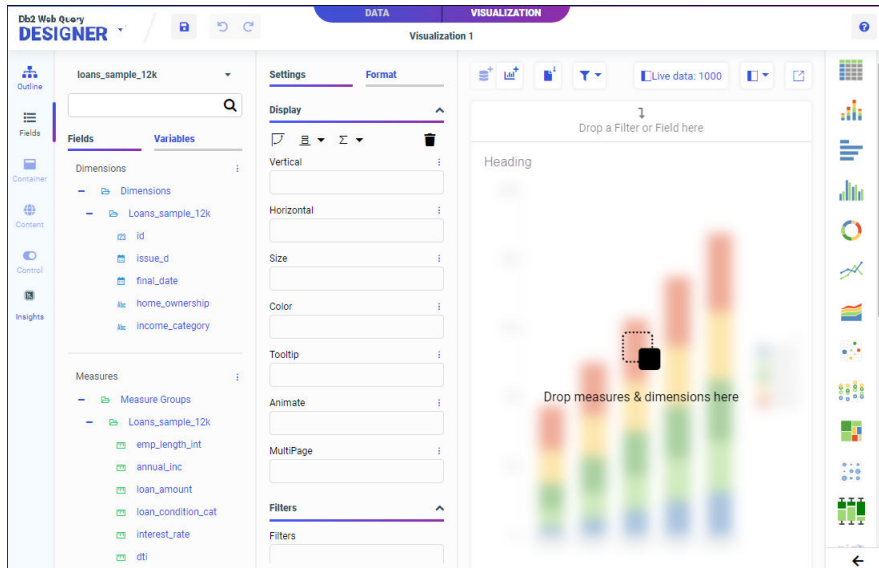 Db2 Web Query
DESIGNER
DATA
VISUALIZATION
Visualization 1
Outline
Fields
Container
Content
Control
Insights
loans_sample_12k
Fields
Variables
Dimensions
Dimensions
Loans_sample_12k
id
issue_d
final_date
home_ownership
income_category
Measures
Measure Groups
Loans_sample_12k
emp_length_int
annual_inc
loan_amount
loan_condition_cat
interest_rate
dti
Settings
Format
Display
Vertical
Horizontal
Size
Color
Tooltip
Animate
MultiPage
Filters
Filters
Live data: 1000
Drop a Filter or Field here
Heading
Drop measures & dimensions here